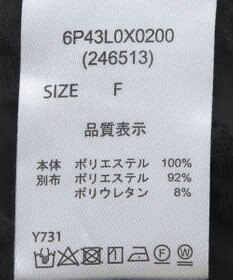 6P43L0X0200
(246513)
SIZE F
品質表示
本体 ポリエステル 100%
別布 ポリエステル 92%
ポリウレタン 8%
Y731